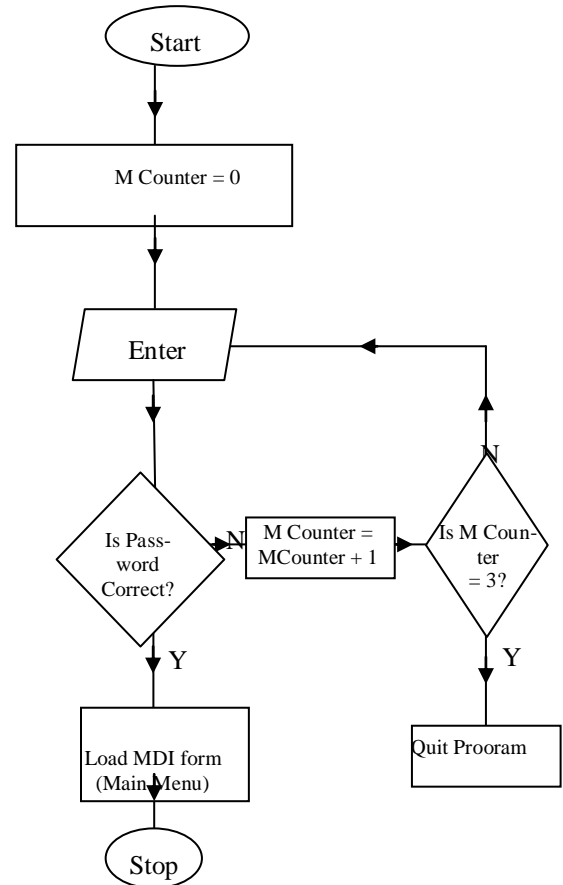 Start
M Counter = 0
Enter
Is Pass-
word
Correct?
N
M Counter =
MCounter + 1
Is M Coun-
ter
= 3?
N
Y
Y
Load MDI form
(Main Menu)
Quit Prooram
Stop